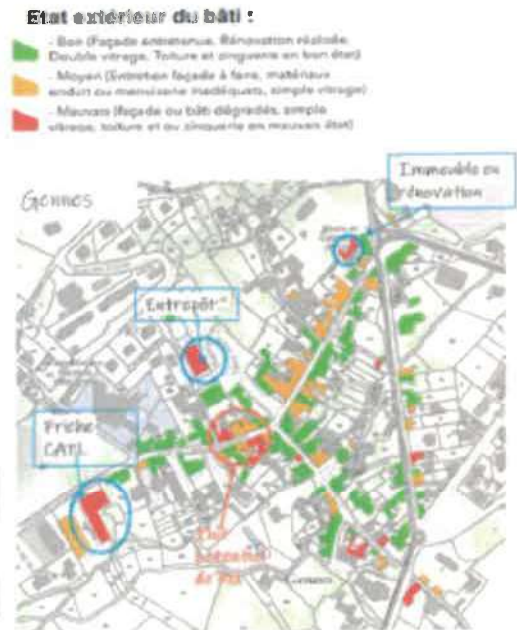 Etat extérieur du bâti :
- Bon (Façade entretenue, Rénovation réalisée,
Double vitrage, Toiture et zinguerie en bon état)
- Moyen (Entretien façade à faire, matériaux
enduit ou menuiserie inadéquats, simple vitrage)
- Mauvais (façade ou bâti dégradés, simple
vitrage, toiture et ou zinguerie en mauvais état)
Immeuble en
rénovation
Gennes
Entrepôt
Friche
CATL
Gennes